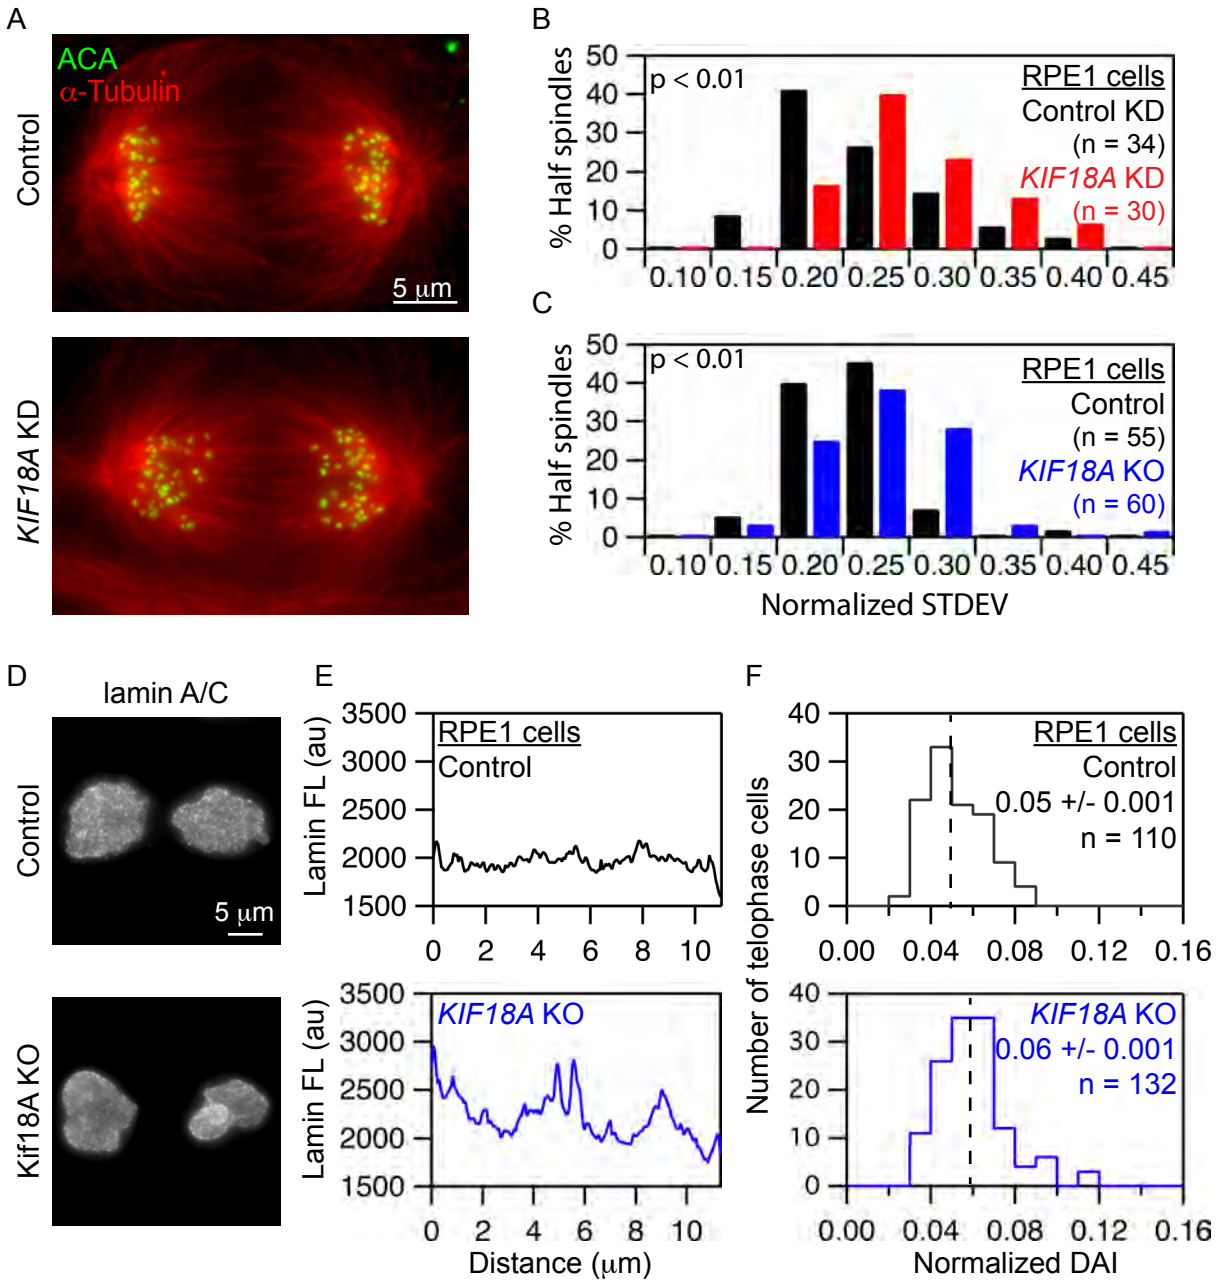 A
ACA
α-Tubulin
Control
5 μm
KIF18A KD
B
50
40
30
20
10
0
% Half spindles
p < 0.01
RPE1 cells
Control KD
(n = 34)
KIF18A KD
(n = 30)
0.10 0.15 0.20 0.25 0.30 0.35 0.40 0.45
C
50
40
30
20
10
0
% Half spindles
p < 0.01
RPE1 cells
Control
(n = 55)
KIF18A KO
(n = 60)
0.10 0.15 0.20 0.25 0.30 0.35 0.40 0.45
Normalized STDEV
D
lamin A/C
Control
5 μm
Kif18A KO
E
3500
3000
2500
2000
1500
Lamin FL (au)
RPE1 cells
Control
0 2 4 6 8 10
3500
3000
2500
2000
1500
Lamin FL (au)
KIF18A KO
0 2 4 6 8 10
Distance (μm)
F
40
30
20
10
0
Number of telophase cells
RPE1 cells
Control
0.05 +/- 0.001
n = 110
0.00 0.04 0.08 0.12 0.16
40
30
20
10
0
KIF18A KO
0.06 +/- 0.001
n = 132
0.00 0.04 0.08 0.12 0.16
Normalized DAI